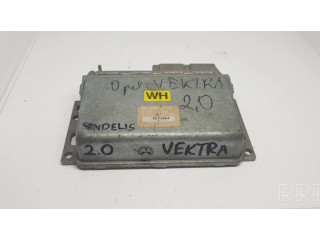 Opel VEKTRA
WH 2.0
SANDELIS
2.0 VEKTRA